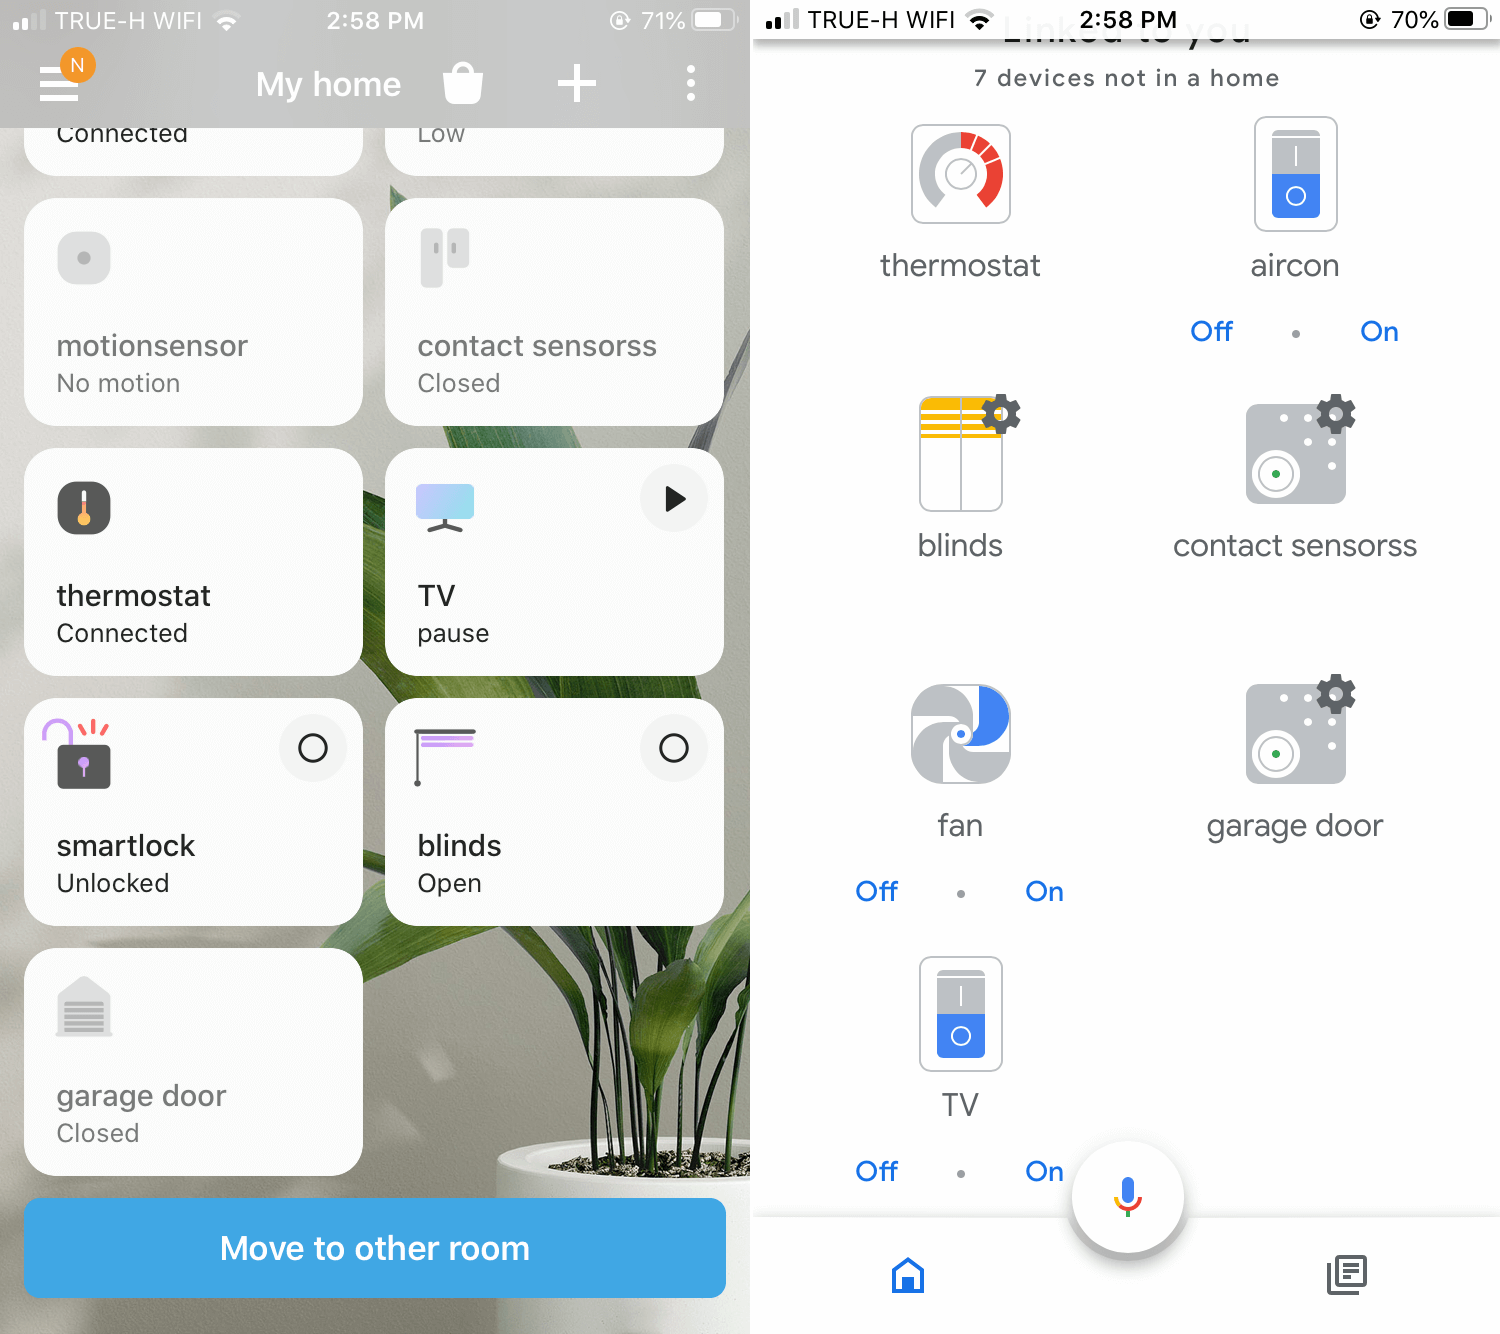 TRUE-H WIFI 2:58 PM 71%
N
My home
Connected
Low
motionsensor
No motion
contact sensorss
Closed
thermostat
Connected
TV
pause
smartlock
Unlocked
blinds
Open
garage door
Closed
Move to other room
TRUE-H WIFI 2:58 PM 70%
Linked to you
7 devices not in a home
thermostat
aircon
Off • On
blinds
contact sensorss
fan
garage door
Off • On
TV
Off • On